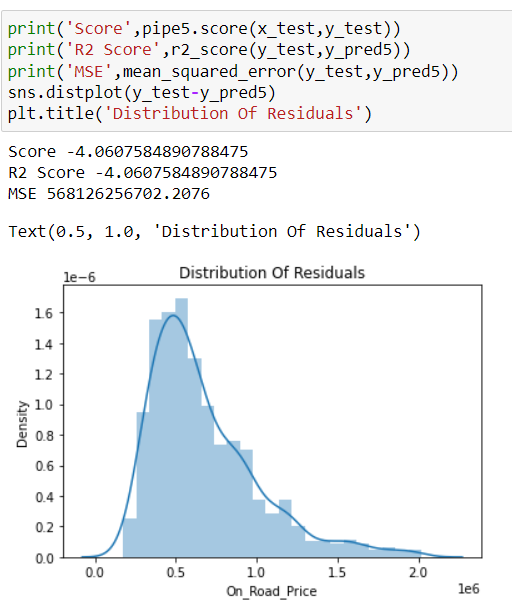 print('Score',pipe5.score(x_test,y_test))
print('R2 Score',r2_score(y_test,y_pred5))
print('MSE',mean_squared_error(y_test,y_pred5))
sns.distplot(y_test-y_pred5)
plt.title('Distribution Of Residuals')
Score -4.0607584890788475
R2 Score -4.0607584890788475
MSE 568126256702.2076
Text(0.5, 1.0, 'Distribution Of Residuals')
1e−6
Distribution Of Residuals
1.6
1.4
1.2
1.0
0.8
0.6
0.4
0.2
0.0
Density
0.0 0.5 1.0 1.5 2.0
On_Road_Price
1e6